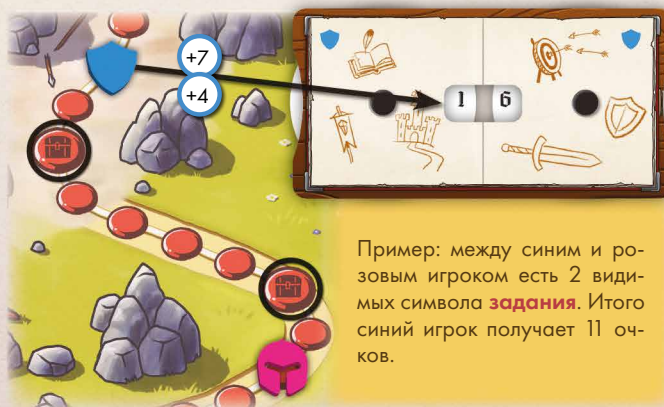 +7
+4
1 6
Пример: между синим и ро-
зовым игроком есть 2 види-
мых символа задания. Итого
синий игрок получает 11 оч-
ков.